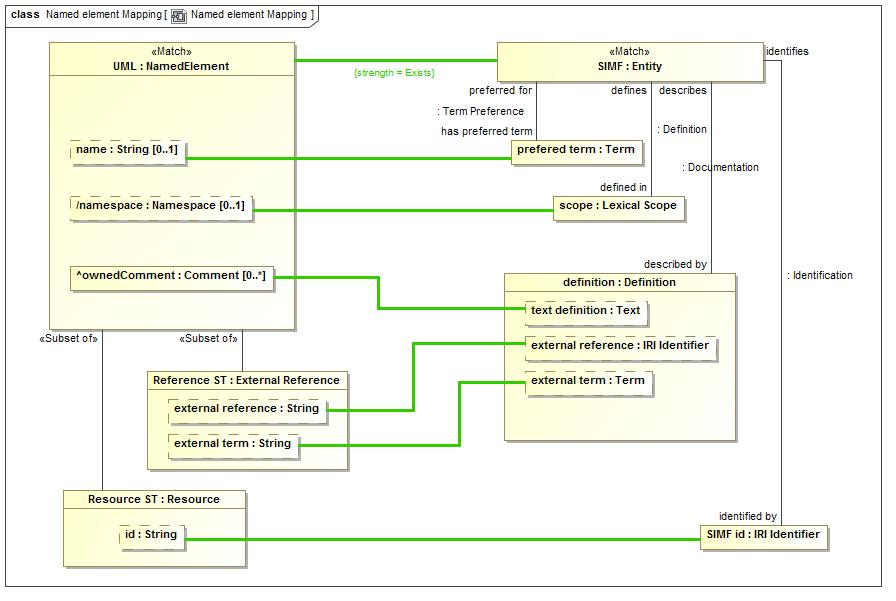 class Named element Mapping [ Named element Mapping ]
«Match»
UML : NamedElement
«Match»
SIMF : Entity
identifies
{strength = Exists}
preferred for
defines
describes
: Term Preference
has preferred term
: Definition
name : String [0..1]
prefered term : Term
: Documentation
defined in
/namespace : Namespace [0..1]
scope : Lexical Scope
described by
^ownedComment : Comment [0..*]
definition : Definition
: Identification
text definition : Text
«Subset of»
«Subset of»
external reference : IRI Identifier
Reference ST : External Reference
external term : Term
external reference : String
external term : String
Resource ST : Resource
identified by
id : String
SIMF id : IRI Identifier